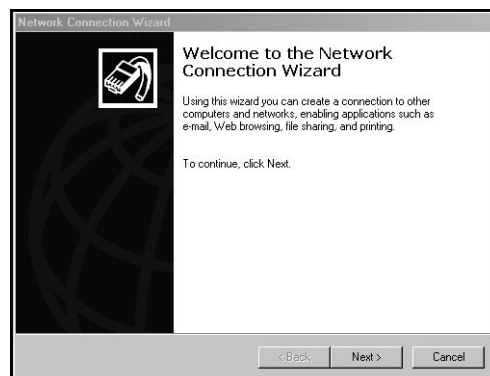 Network Connection Wizard
Welcome to the Network
Connection Wizard
Using this wizard you can create a connection to other
computers and networks, enabling applications such as
e-mail, Web browsing, file sharing, and printing.
To continue, click Next.
< Back
Next >
Cancel